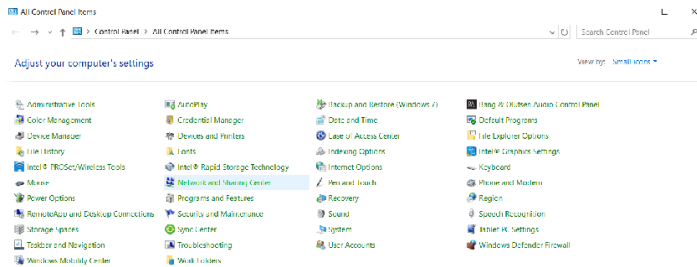 All Control Panel Items
Control Panel > All Control Panel Items
Search Control Panel
Adjust your computer's settings
View by: Small icons
Administrative Tools
AutoPlay
Backup and Restore (Windows 7)
Bang & Olufsen Audio Control Panel
Color Management
Credential Manager
Date and Time
Default Programs
Device Manager
Devices and Printers
Ease of Access Center
File Explorer Options
File History
Fonts
Indexing Options
Intel® Graphics Settings
Intel® PROSet/Wireless Tools
Intel® Rapid Storage Technology
Internet Options
Keyboard
Mouse
Network and Sharing Center
Pen and Touch
Phone and Modem
Power Options
Programs and Features
Recovery
Region
RemoteApp and Desktop Connections
Security and Maintenance
Sound
Speech Recognition
Storage Spaces
Sync Center
System
Tablet PC Settings
Taskbar and Navigation
Troubleshooting
User Accounts
Windows Defender Firewall
Windows Mobility Center
Work Folders